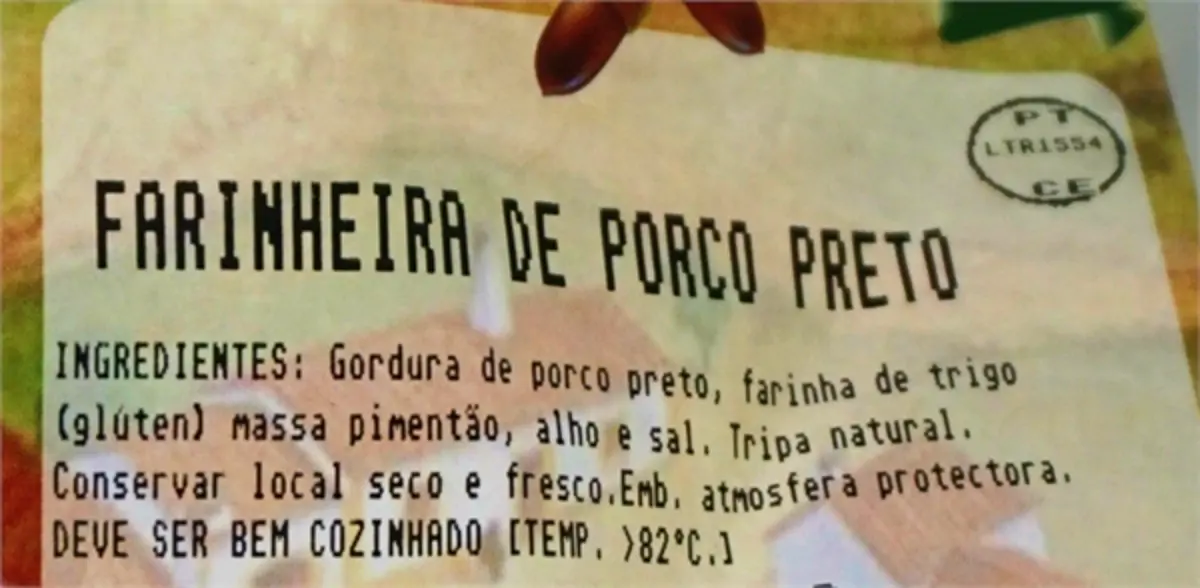 PT
LTR1554
CE
FARINHEIRA DE PORCO PRETO
INGREDIENTES: Gordura de porco preto, farinha de trigo
(glúten) massa pimentão, alho e sal. Tripa natural.
Conservar local seco e fresco.Emb. atmosfera protectora.
DEVE SER BEM COZINHADO [TEMP. >82°C.]